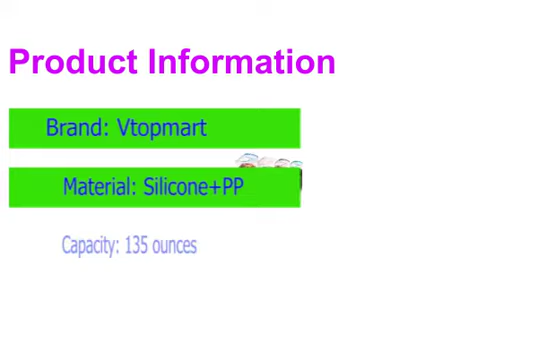 Product Information
Brand: Vtopmart
Material: Silicone+PP
Capacity: 135 ounces